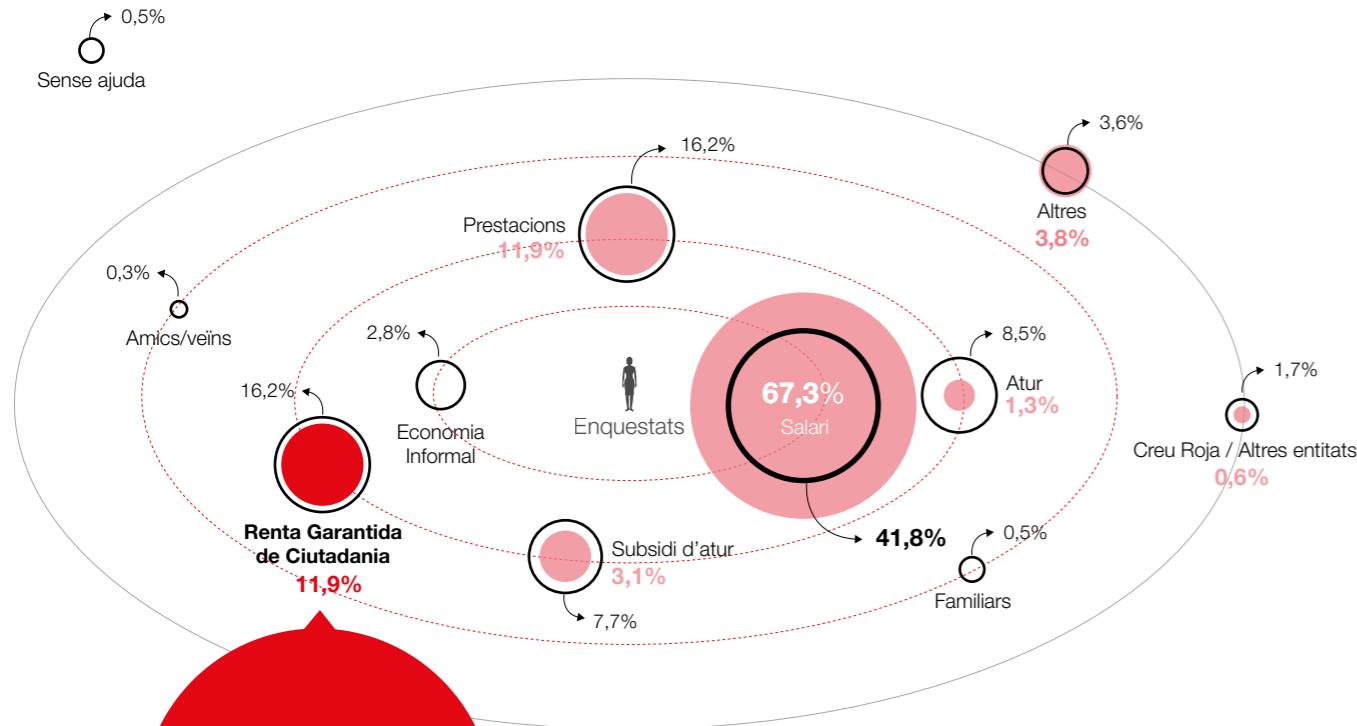 0,5%
Sense ajuda
3,6%
Altres
3,8%
16,2%
Prestacions
11,9%
0,3%
Amics/veïns
2,8%
Economia
Informal
Enquestats
67,3%
Salari
41,8%
8,5%
Atur
1,3%
1,7%
Creu Roja / Altres entitats
0,6%
16,2%
Renta Garantida
de Ciutadania
11,9%
Subsidi d'atur
3,1%
7,7%
0,5%
Familiars